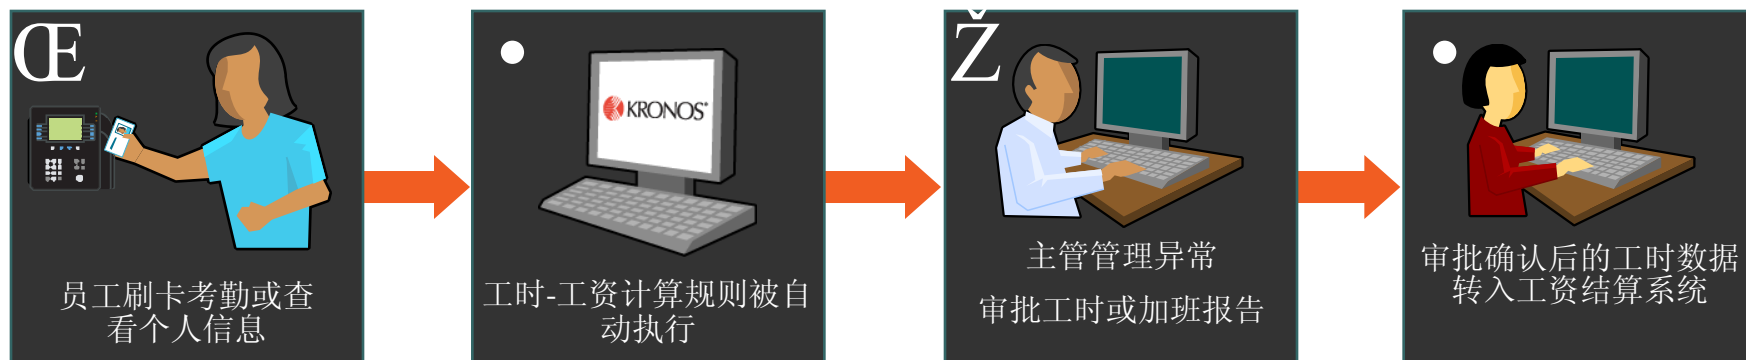 Œ
员工刷卡考勤或查
看个人信息
●
KRONOS®
工时-工资计算规则被自
动执行
Ž
主管管理异常
审批工时或加班报告
●
审批确认后的工时数据
转入工资结算系统